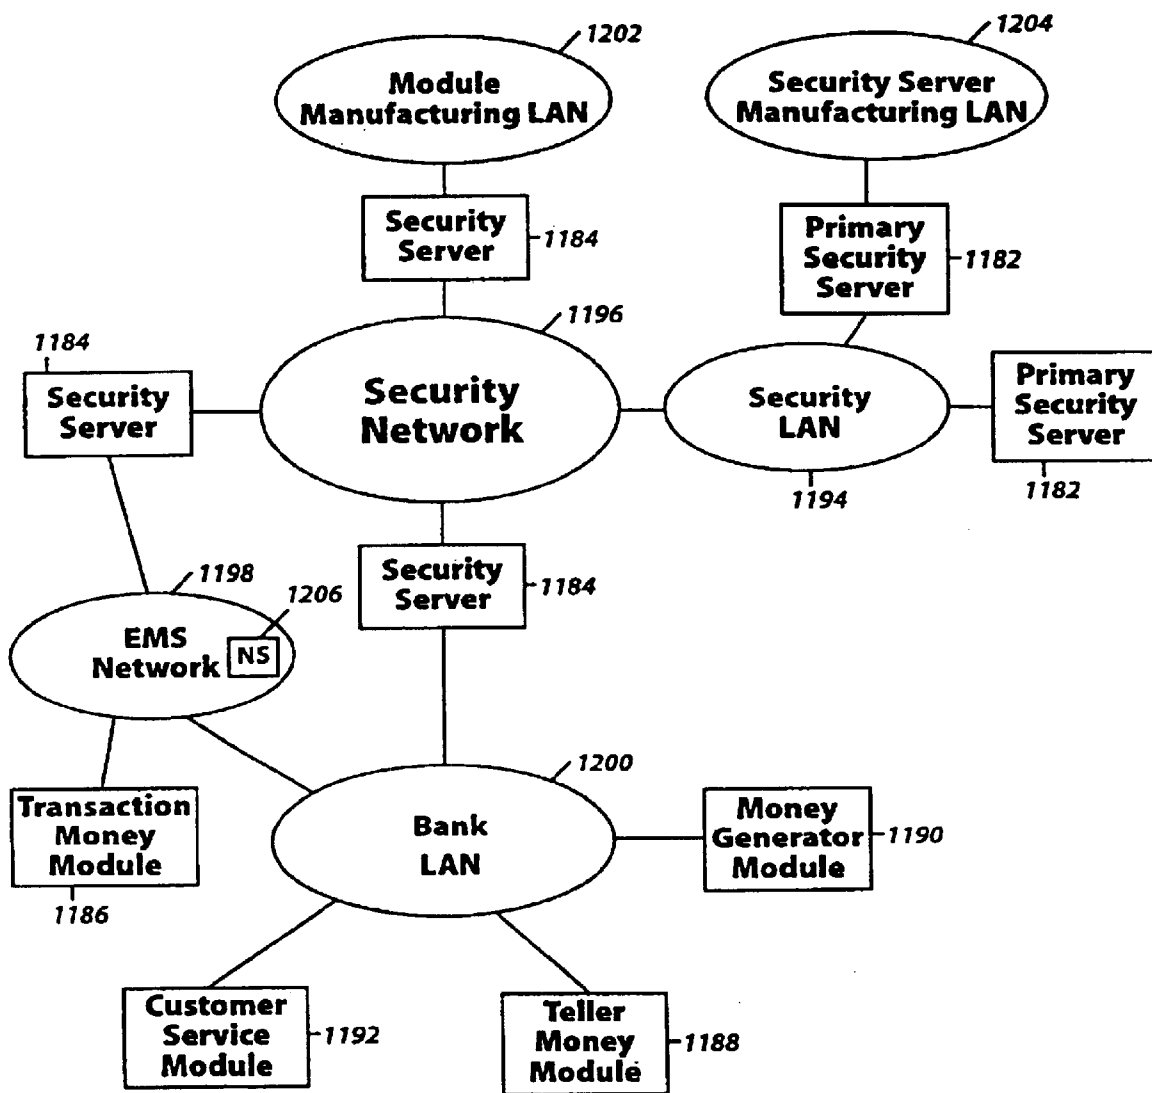 1202
1204
Module
Manufacturing LAN
Security Server
Manufacturing LAN
Security
Server
1184
Primary
Security
Server
1182
1196
1184
Security
Server
Security
Network
Security
LAN
1194
Primary
Security
Server
1182
Security
Server
1184
1198
1206
EMS
Network
NS
1200
Transaction
Money
Module
1186
Bank
LAN
Money
Generator
Module
1190
Customer
Service
Module
1192
Teller
Money
Module
1188